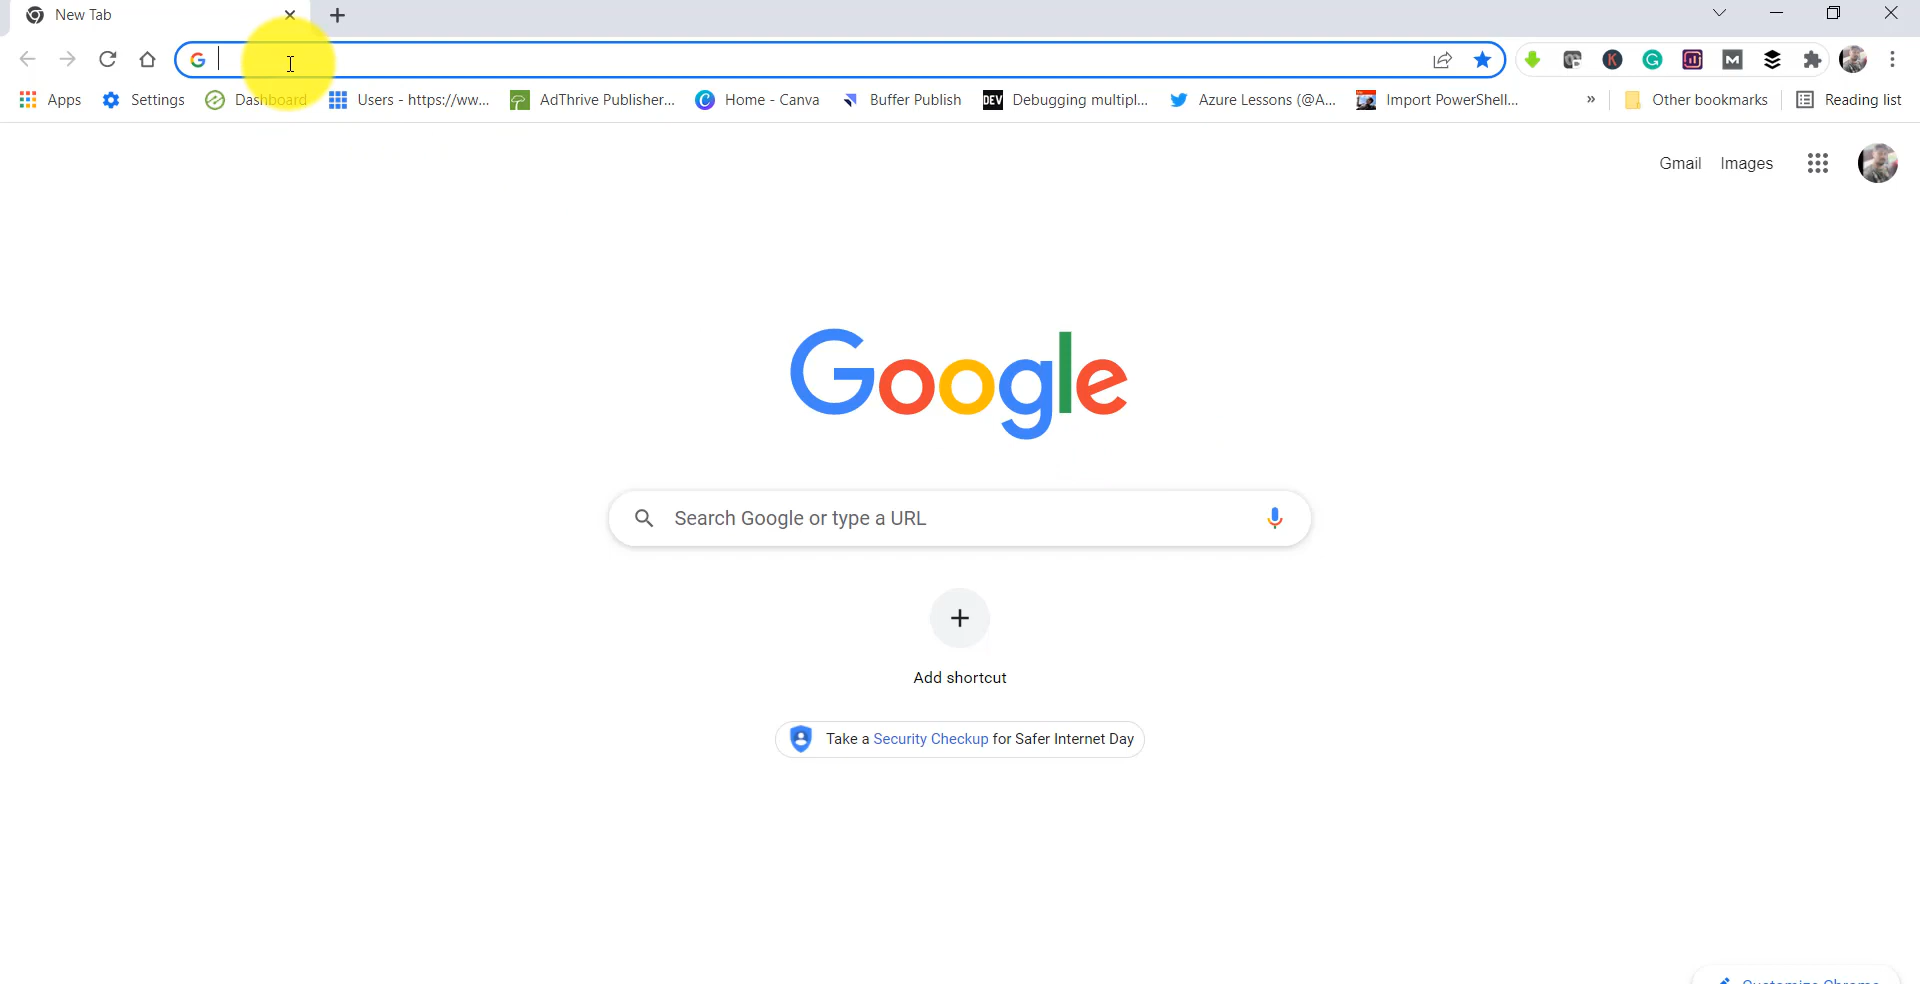 New Tab
Apps Settings Dashboard Users - https://ww... AdThrive Publisher... Home - Canva Buffer Publish DEV Debugging multipl... Azure Lessons (@A... Import PowerShell... » Other bookmarks Reading list
Gmail Images
Google
Search Google or type a URL
Add shortcut
Take a Security Checkup for Safer Internet Day
Customize Chrome